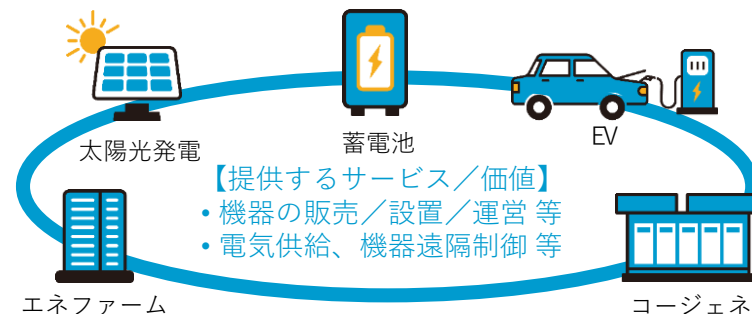 太陽光発電
蓄電池
EV
【提供するサービス／価値】
•機器の販売／設置／運営 等
•電気供給、機器遠隔制御 等
エネファーム
コージェネ